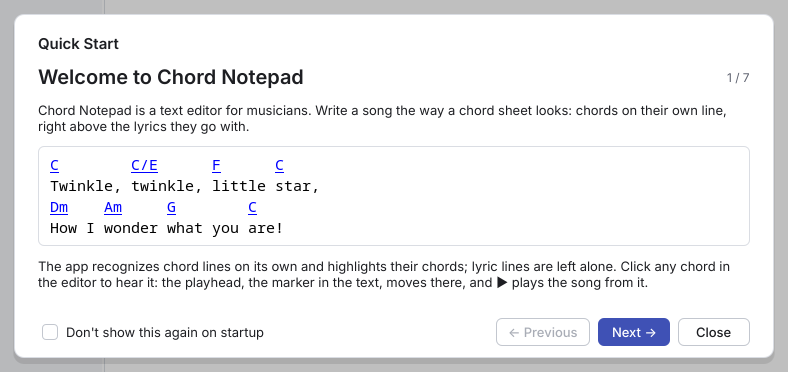 Quick Start
Welcome to Chord Notepad
1 / 7
Chord Notepad is a text editor for musicians. Write a song the way a chord sheet looks: chords on their own line,
right above the lyrics they go with.
C        C/E      F      C
Twinkle, twinkle, little star,
Dm    Am     G        C
How I wonder what you are!
The app recognizes chord lines on its own and highlights their chords; lyric lines are left alone. Click any chord in
the editor to hear it: the playhead, the marker in the text, moves there, and ▶ plays the song from it.
Don't show this again on startup
← Previous
Next →
Close